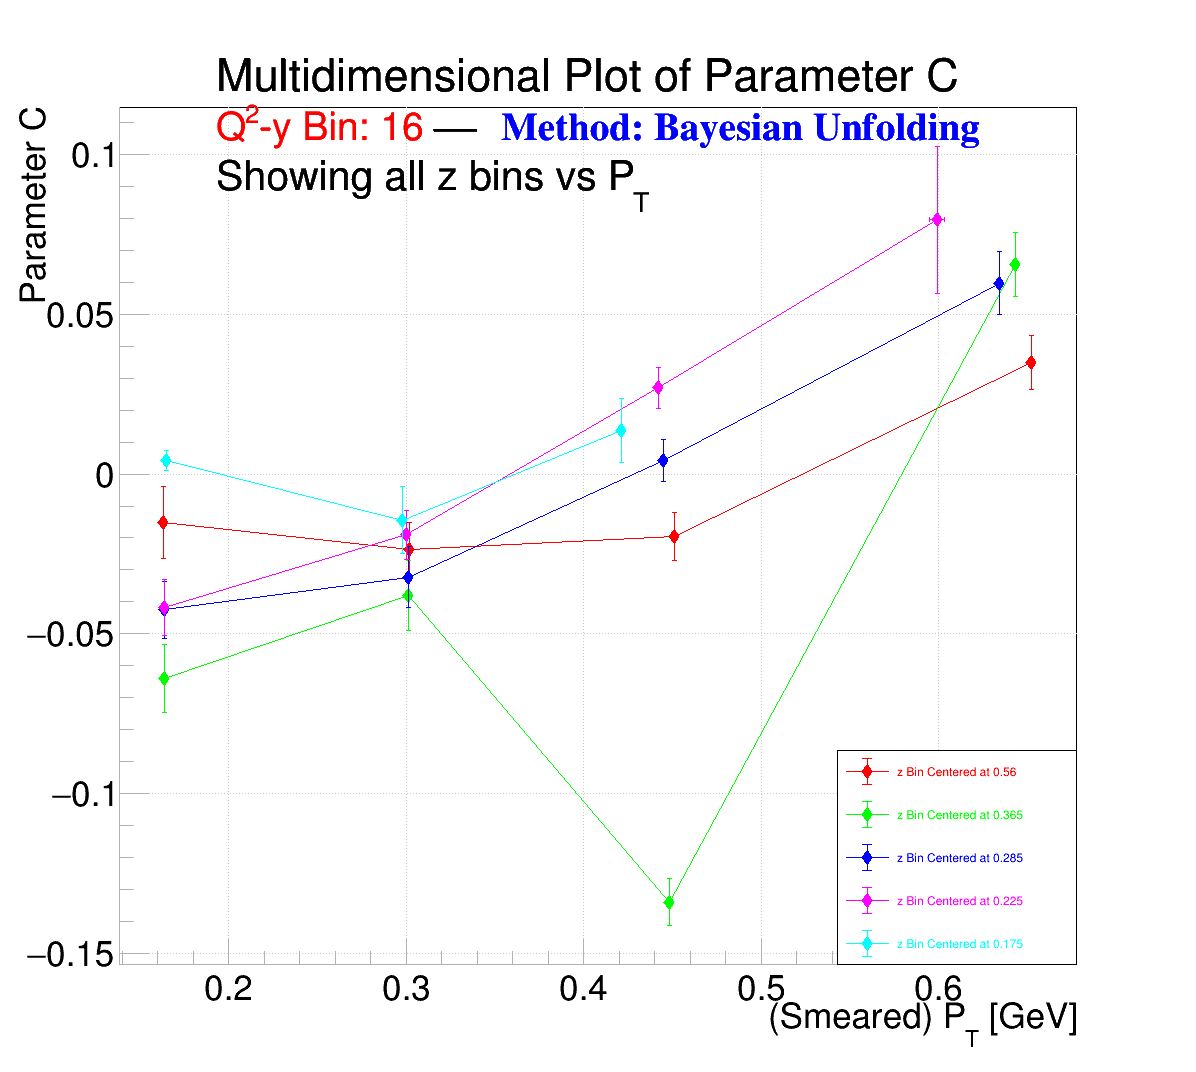 Multidimensional Plot of Parameter C
Q²-y Bin: 16 — Method: Bayesian Unfolding
Showing all z bins vs P_T
Parameter C
0.1
0.05
0
−0.05
−0.1
−0.15
z Bin Centered at 0.56
z Bin Centered at 0.365
z Bin Centered at 0.285
z Bin Centered at 0.225
z Bin Centered at 0.175
0.2 0.3 0.4 0.5 0.6
(Smeared) P_T [GeV]